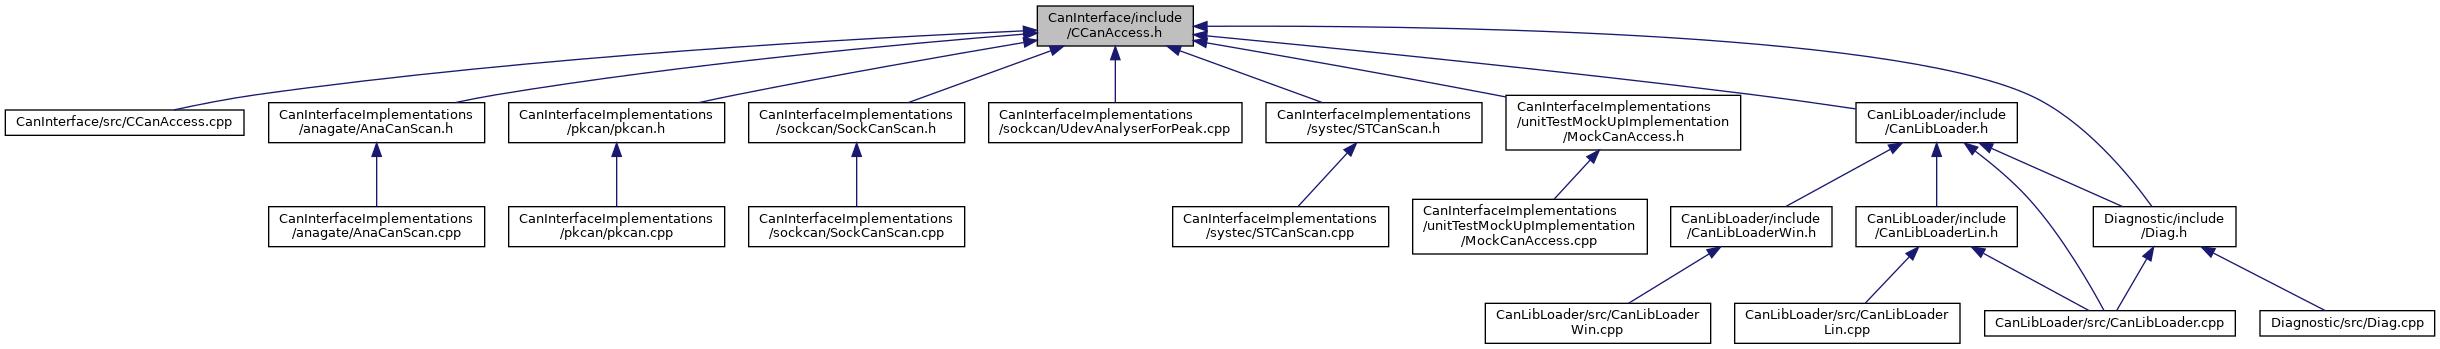 CanInterface/include
/CCanAccess.h
CanInterface/src/CCanAccess.cpp
CanInterfaceImplementations
/anagate/AnaCanScan.h
CanInterfaceImplementations
/pkcan/pkcan.h
CanInterfaceImplementations
/sockcan/SockCanScan.h
CanInterfaceImplementations
/sockcan/UdevAnalyserForPeak.cpp
CanInterfaceImplementations
/systec/STCanScan.h
CanInterfaceImplementations
/unitTestMockUpImplementation
/MockCanAccess.h
CanLibLoader/include
/CanLibLoader.h
CanInterfaceImplementations
/anagate/AnaCanScan.cpp
CanInterfaceImplementations
/pkcan/pkcan.cpp
CanInterfaceImplementations
/sockcan/SockCanScan.cpp
CanInterfaceImplementations
/systec/STCanScan.cpp
CanInterfaceImplementations
/unitTestMockUpImplementation
/MockCanAccess.cpp
CanLibLoader/include
/CanLibLoaderWin.h
CanLibLoader/include
/CanLibLoaderLin.h
Diagnostic/include
/Diag.h
CanLibLoader/src/CanLibLoader
Win.cpp
CanLibLoader/src/CanLibLoader
Lin.cpp
CanLibLoader/src/CanLibLoader.cpp
Diagnostic/src/Diag.cpp